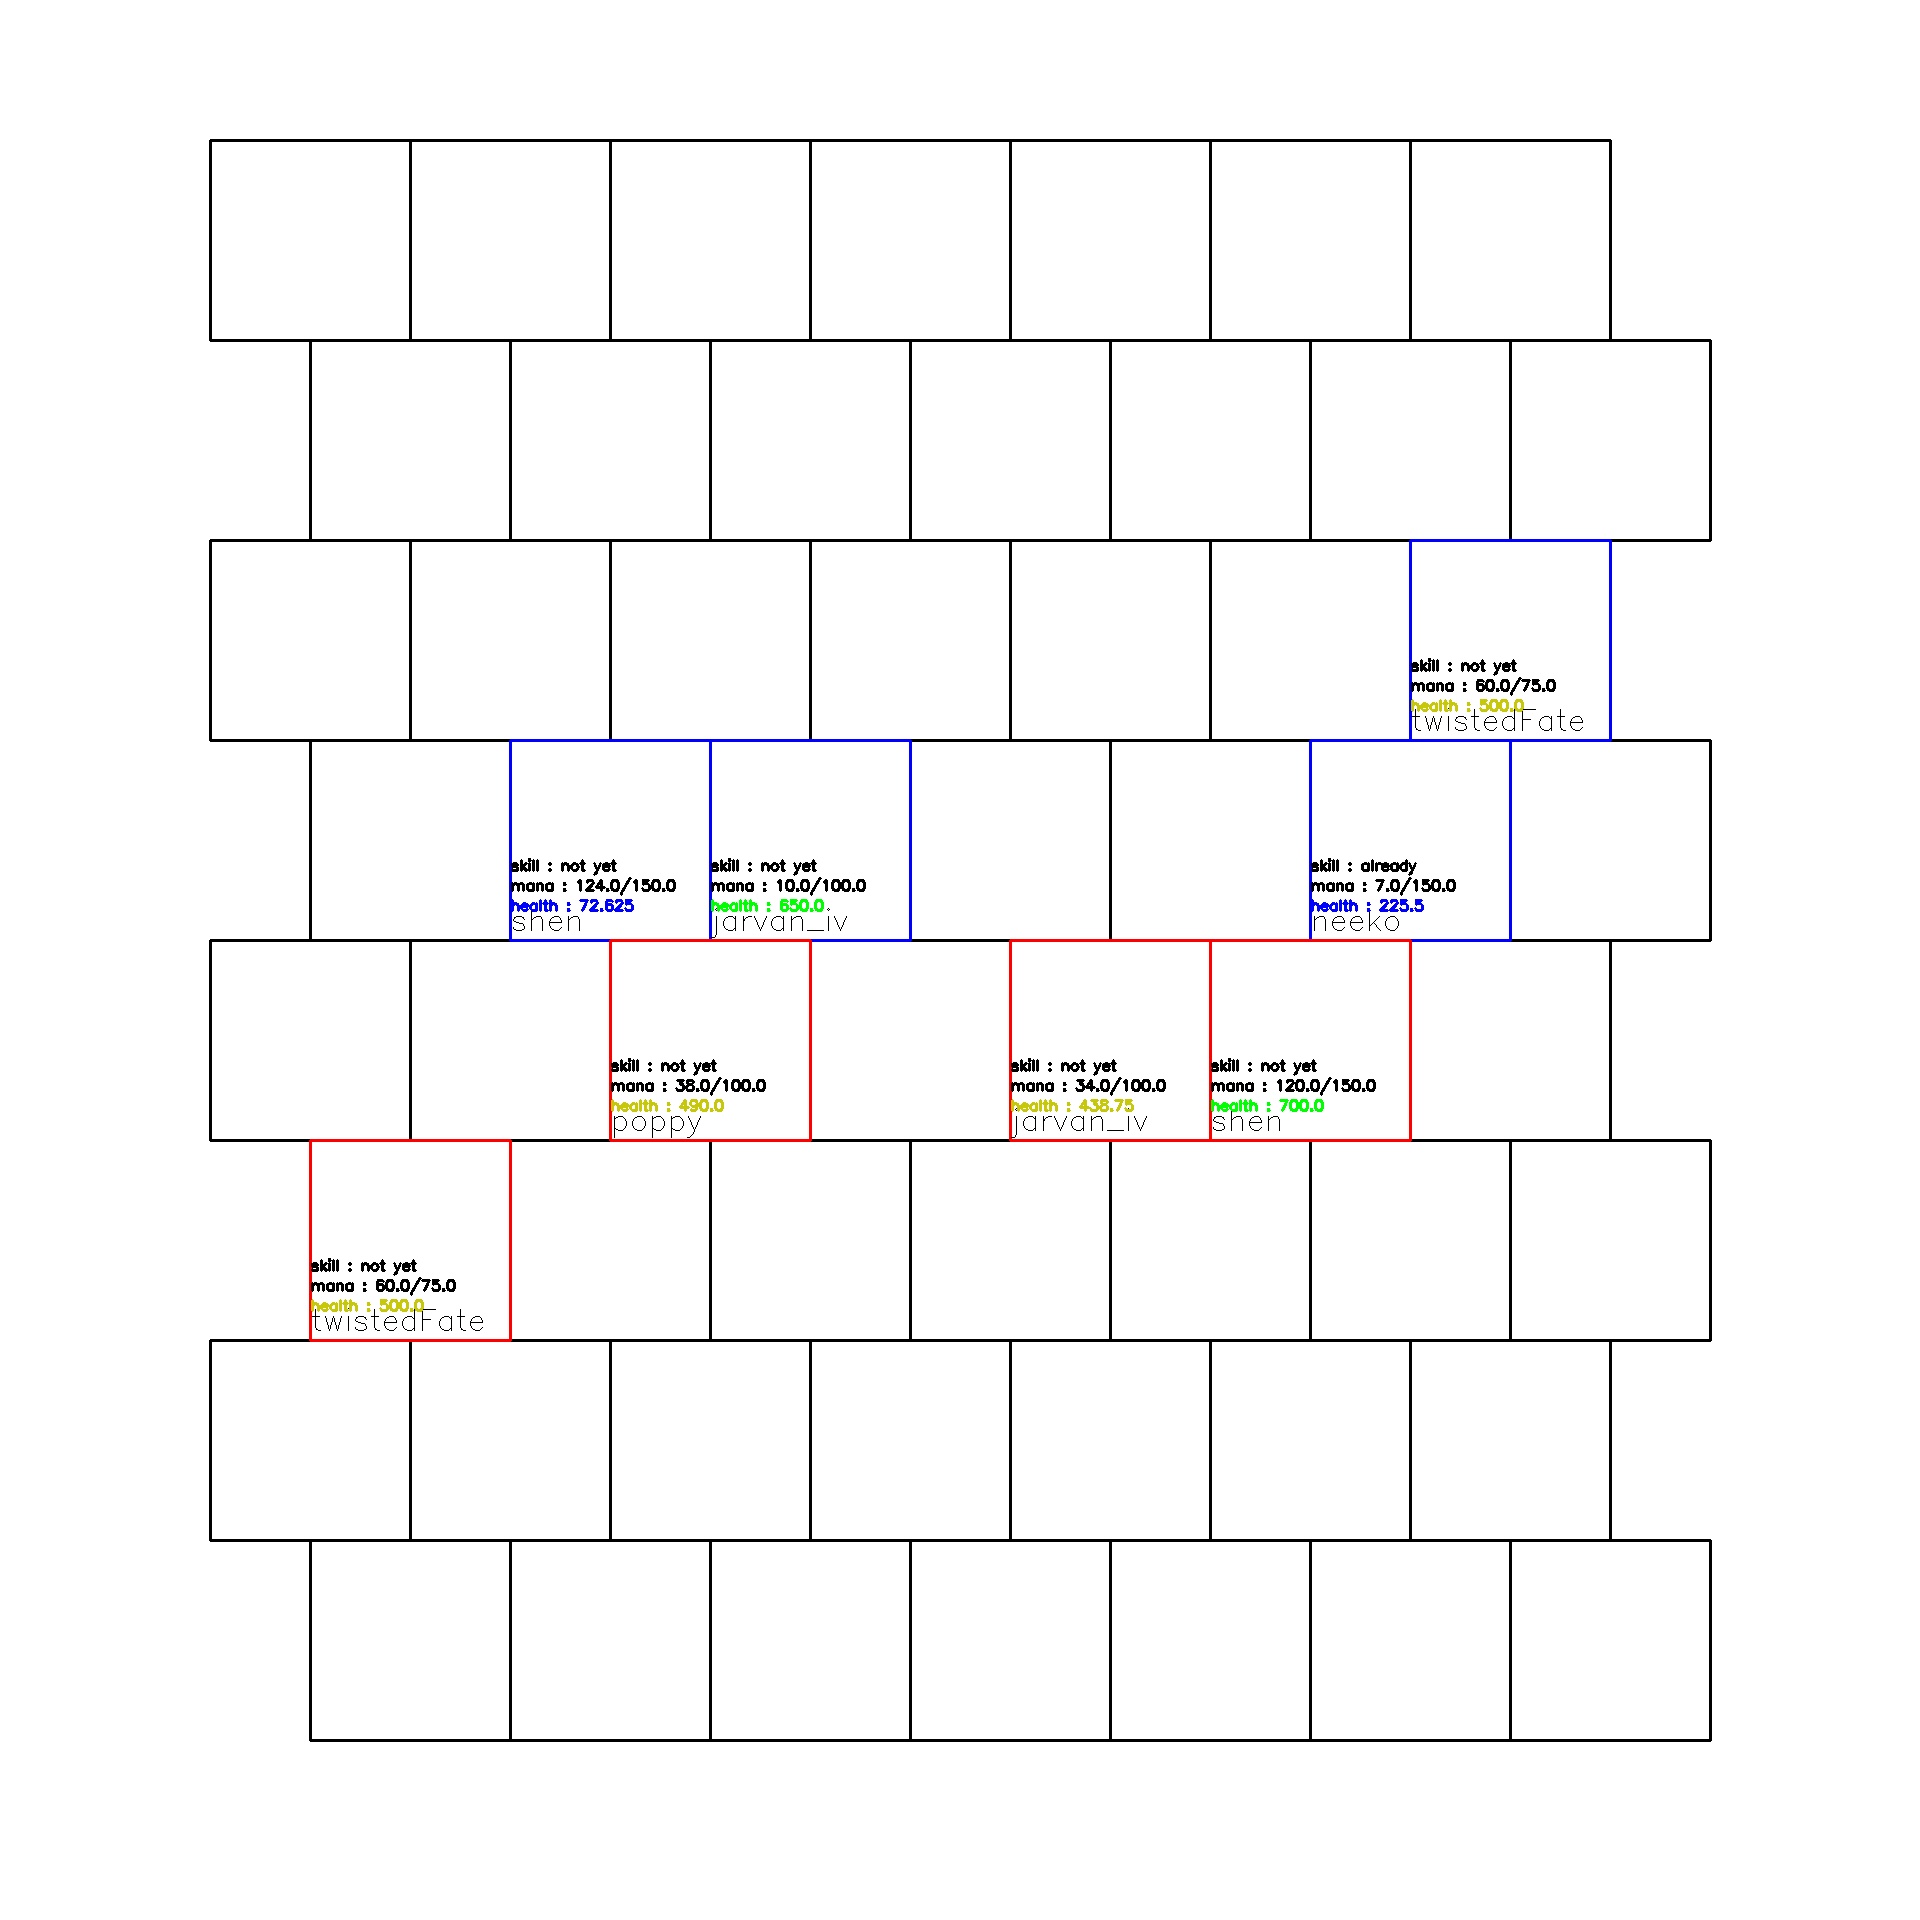 skill : not yet
mana : 60.0/75.0
health : 500.0
twistedFate
skill : not yet
mana : 124.0/150.0
health : 72.625
shen
skill : not yet
mana : 10.0/100.0
health : 650.0
jarvan_iv
skill : already
mana : 7.0/150.0
health : 225.5
neeko
skill : not yet
mana : 38.0/100.0
health : 490.0
poppy
skill : not yet
mana : 34.0/100.0
health : 438.75
jarvan_iv
skill : not yet
mana : 120.0/150.0
health : 700.0
shen
skill : not yet
mana : 60.0/75.0
health : 500.0
twistedFate